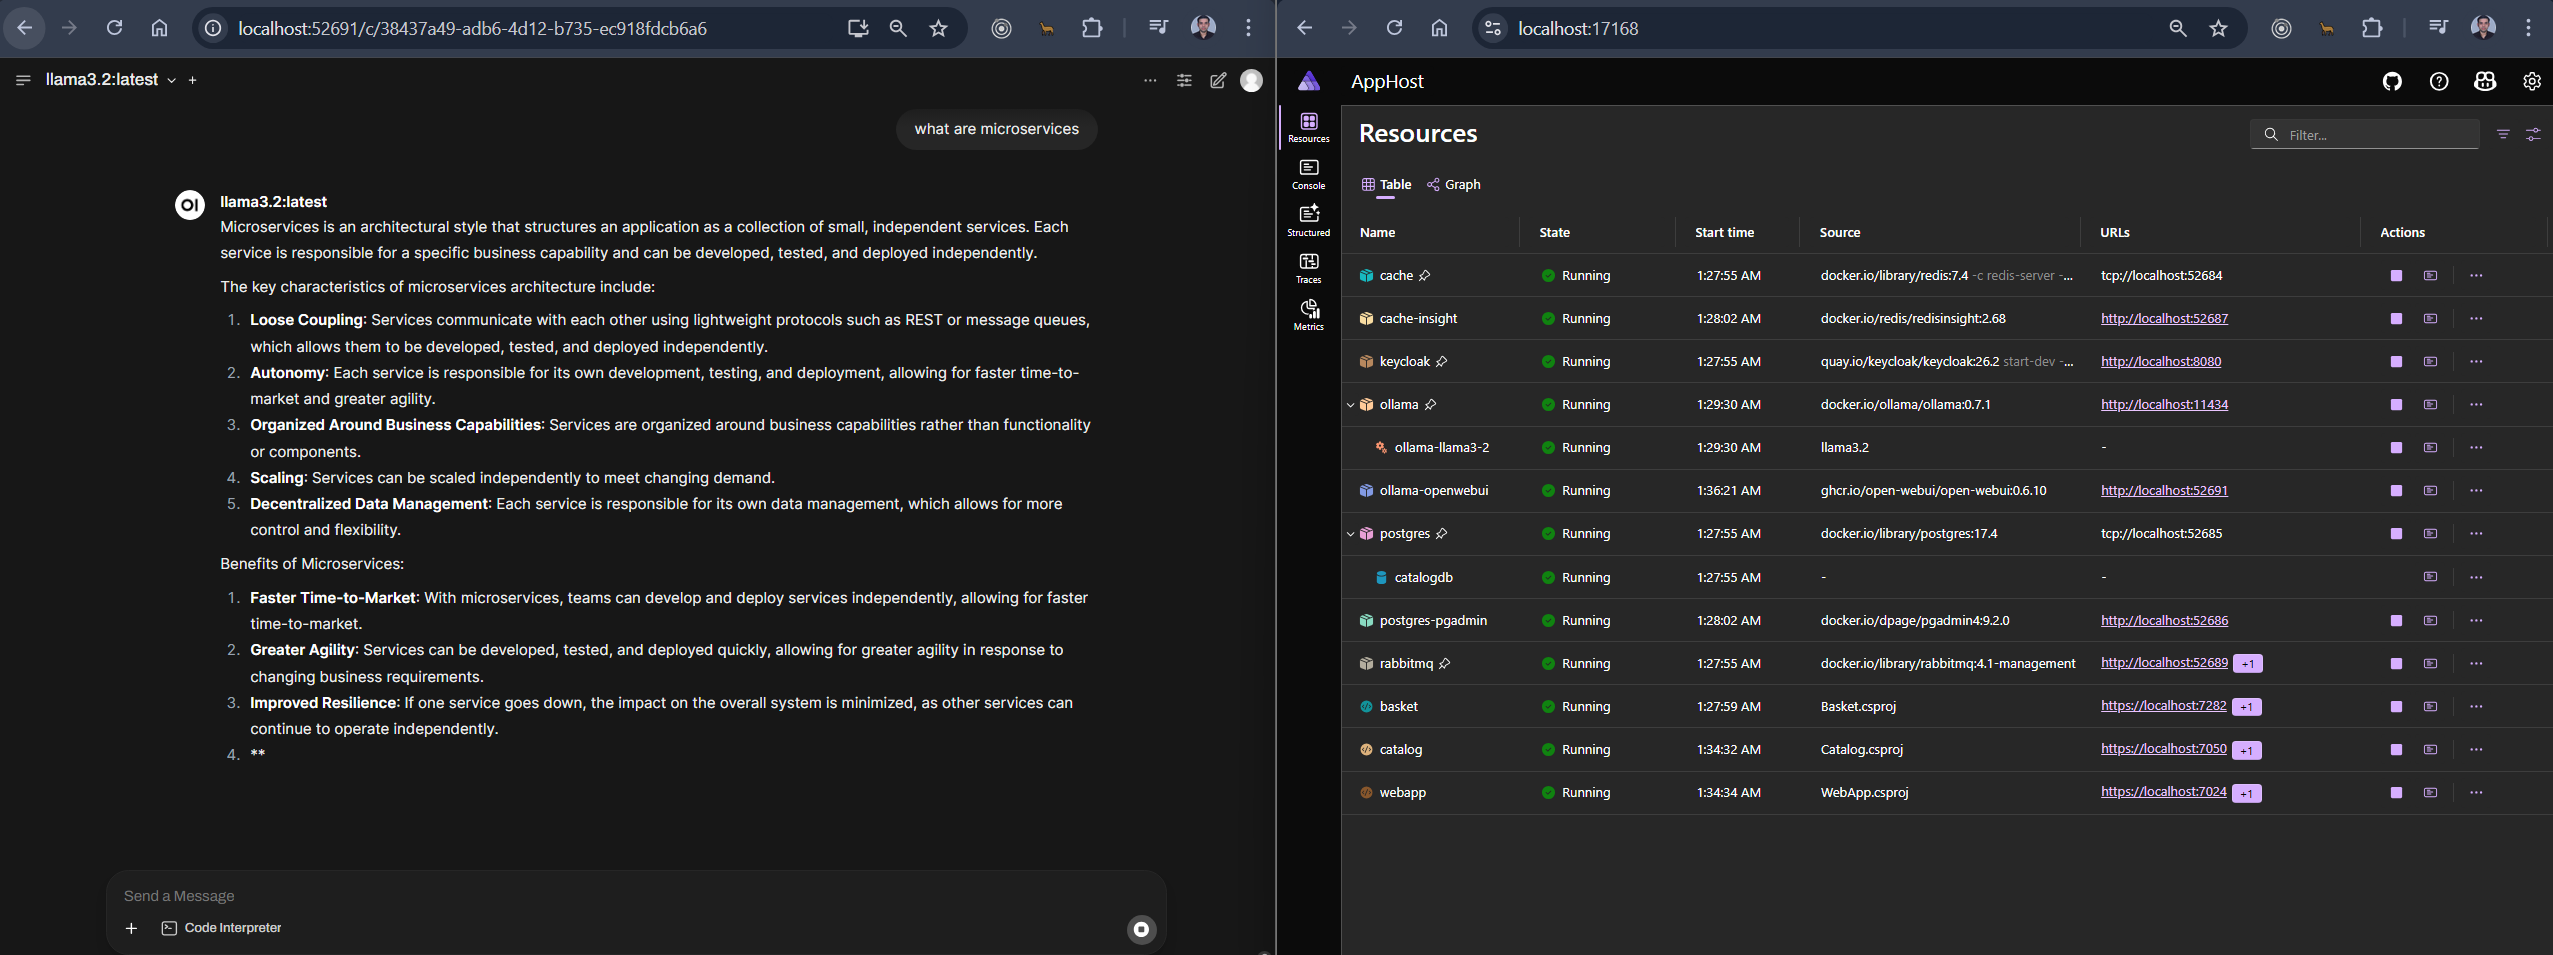 localhost:52691/c/38437a49-adb6-4d12-b735-ec918fdcb6a6
llama3.2:latest
what are microservices
OI
llama3.2:latest
Microservices is an architectural style that structures an application as a collection of small, independent services. Each
service is responsible for a specific business capability and can be developed, tested, and deployed independently.
The key characteristics of microservices architecture include:
1. Loose Coupling: Services communicate with each other using lightweight protocols such as REST or message queues,
which allows them to be developed, tested, and deployed independently.
2. Autonomy: Each service is responsible for its own development, testing, and deployment, allowing for faster time-to-
market and greater agility.
3. Organized Around Business Capabilities: Services are organized around business capabilities rather than functionality
or components.
4. Scaling: Services can be scaled independently to meet changing demand.
5. Decentralized Data Management: Each service is responsible for its own data management, which allows for more
control and flexibility.
Benefits of Microservices:
1. Faster Time-to-Market: With microservices, teams can develop and deploy services independently, allowing for faster
time-to-market.
2. Greater Agility: Services can be developed, tested, and deployed quickly, allowing for greater agility in response to
changing business requirements.
3. Improved Resilience: If one service goes down, the impact on the overall system is minimized, as other services can
continue to operate independently.
4. **
Send a Message
Code Interpreter
localhost:17168
AppHost
Resources
Console
Structured
Traces
Metrics
Resources
Filter...
Table Graph
Name State Start time Source URLs Actions
cache Running 1:27:55 AM docker.io/library/redis:7.4 -c redis-server -... tcp://localhost:52684
cache-insight Running 1:28:02 AM docker.io/redis/redisinsight:2.68 http://localhost:52687
keycloak Running 1:27:55 AM quay.io/keycloak/keycloak:26.2 start-dev -... http://localhost:8080
ollama Running 1:29:30 AM docker.io/ollama/ollama:0.7.1 http://localhost:11434
ollama-llama3-2 Running 1:29:30 AM llama3.2 -
ollama-openwebui Running 1:36:21 AM ghcr.io/open-webui/open-webui:0.6.10 http://localhost:52691
postgres Running 1:27:55 AM docker.io/library/postgres:17.4 tcp://localhost:52685
catalogdb Running 1:27:55 AM - -
postgres-pgadmin Running 1:28:02 AM docker.io/dpage/pgadmin4:9.2.0 http://localhost:52686
rabbitmq Running 1:27:55 AM docker.io/library/rabbitmq:4.1-management http://localhost:52689 +1
basket Running 1:27:59 AM Basket.csproj https://localhost:7282 +1
catalog Running 1:34:32 AM Catalog.csproj https://localhost:7050 +1
webapp Running 1:34:34 AM WebApp.csproj https://localhost:7024 +1